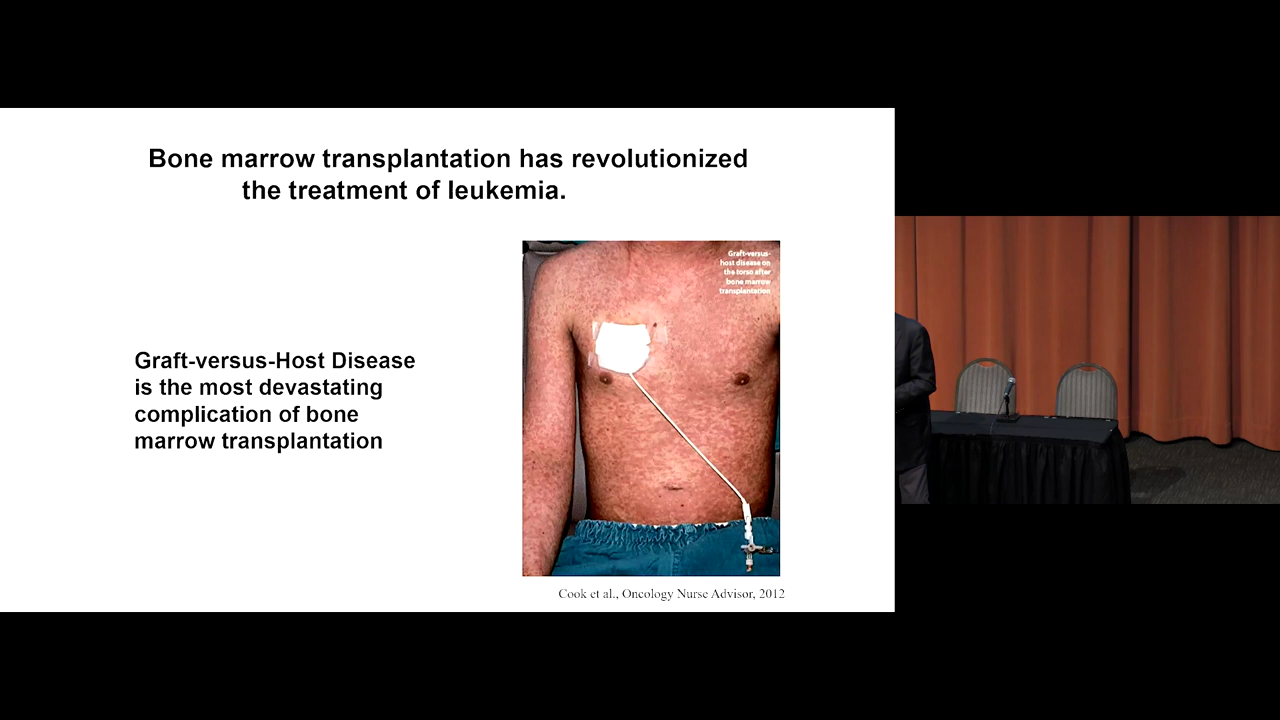 Bone marrow transplantation has revolutionized
the treatment of leukemia.
Graft-versus-
host disease on
the torso after
bone marrow
transplantation
Graft-versus-Host Disease
is the most devastating
complication of bone
marrow transplantation
Cook et al., Oncology Nurse Advisor, 2012